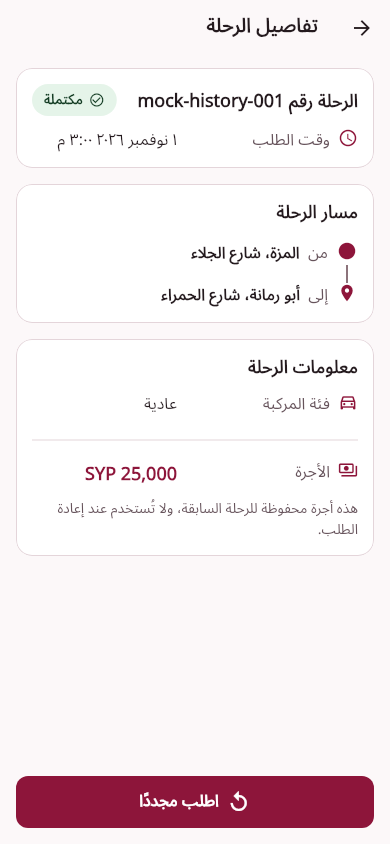 تفاصيل الرحلة
الرحلة رقم mock-history-001
مكتملة
وقت الطلب
١ نوفمبر ٢٠٢٦ ٣:٠٠ م
مسار الرحلة
من المزة، شارع الجلاء
إلى أبو رمانة، شارع الحمراء
معلومات الرحلة
فئة المركبة
عادية
الأجرة
SYP 25,000
هذه أجرة محفوظة للرحلة السابقة، ولا تُستخدم عند إعادة
الطلب.
اطلب مجددًا